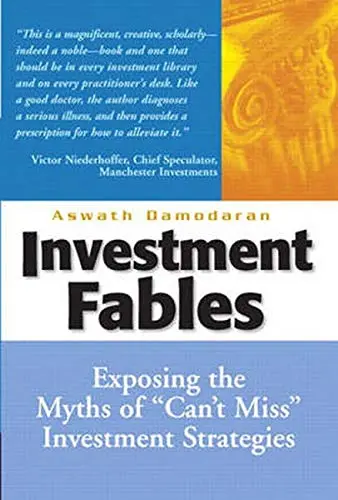 "This is a magnificent, creative, scholarly—
indeed a noble—book and one that
should be in every investment library
and on every practitioner's desk. Like
a good doctor, the author diagnoses
a serious illness, and then provides a
prescription for how to alleviate it."
Victor Niederhoffer, Chief Speculator,
Manchester Investments
Aswath Damodaran
Investment
Fables
Exposing the
Myths of "Can't Miss"
Investment Strategies